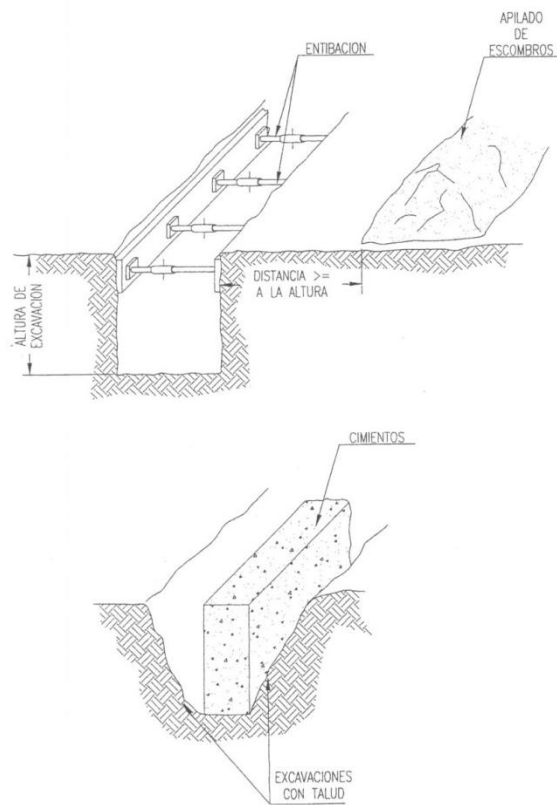 APILADO
DE
ESCOMBROS
ENTIBACION
DISTANCIA >=
A LA ALTURA
ALTURA DE
EXCAVACION
CIMIENTOS
EXCAVACIONES
CON TALUD